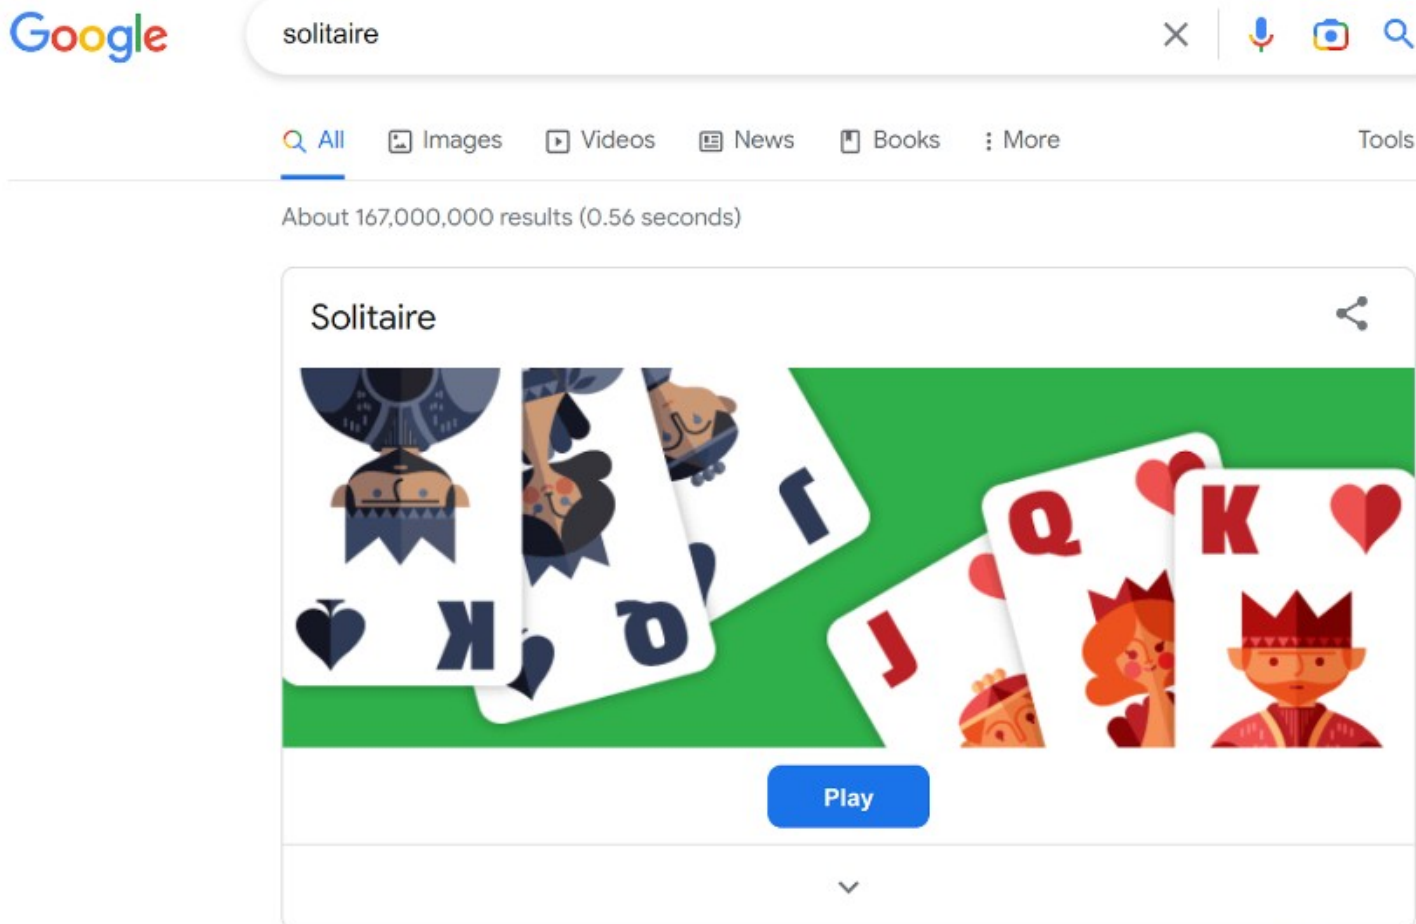 Google
solitaire
All Images Videos News Books More Tools
About 167,000,000 results (0.56 seconds)
Solitaire
K Q J
J Q K
Play